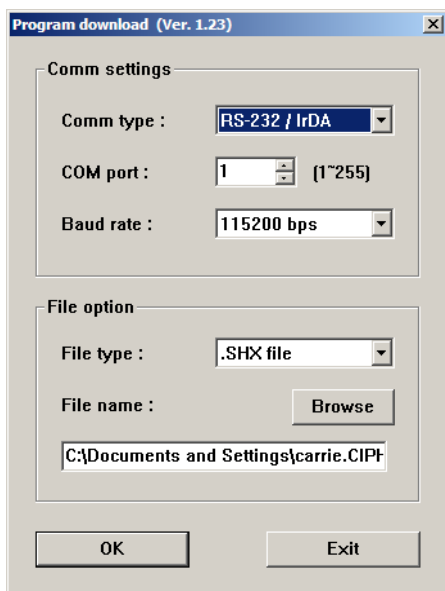 Program download (Ver. 1.23)
Comm settings
Comm type : RS-232 / IrDA
COM port : 1 (1~255)
Baud rate : 115200 bps
File option
File type : .SHX file
File name : Browse
C:\Documents and Settings\carrie.CIPH
OK Exit